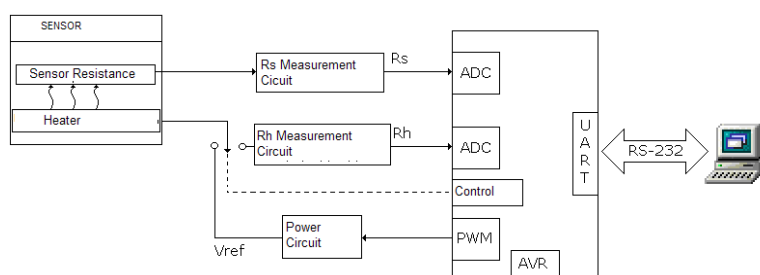 SENSOR
Sensor Resistance
Heater
Rs Measurement
Cicuit
Rs
ADC
Rh Measurement
Circuit
Rh
ADC
Control
Power
Circuit
Vref
PWM
AVR
UART
RS-232